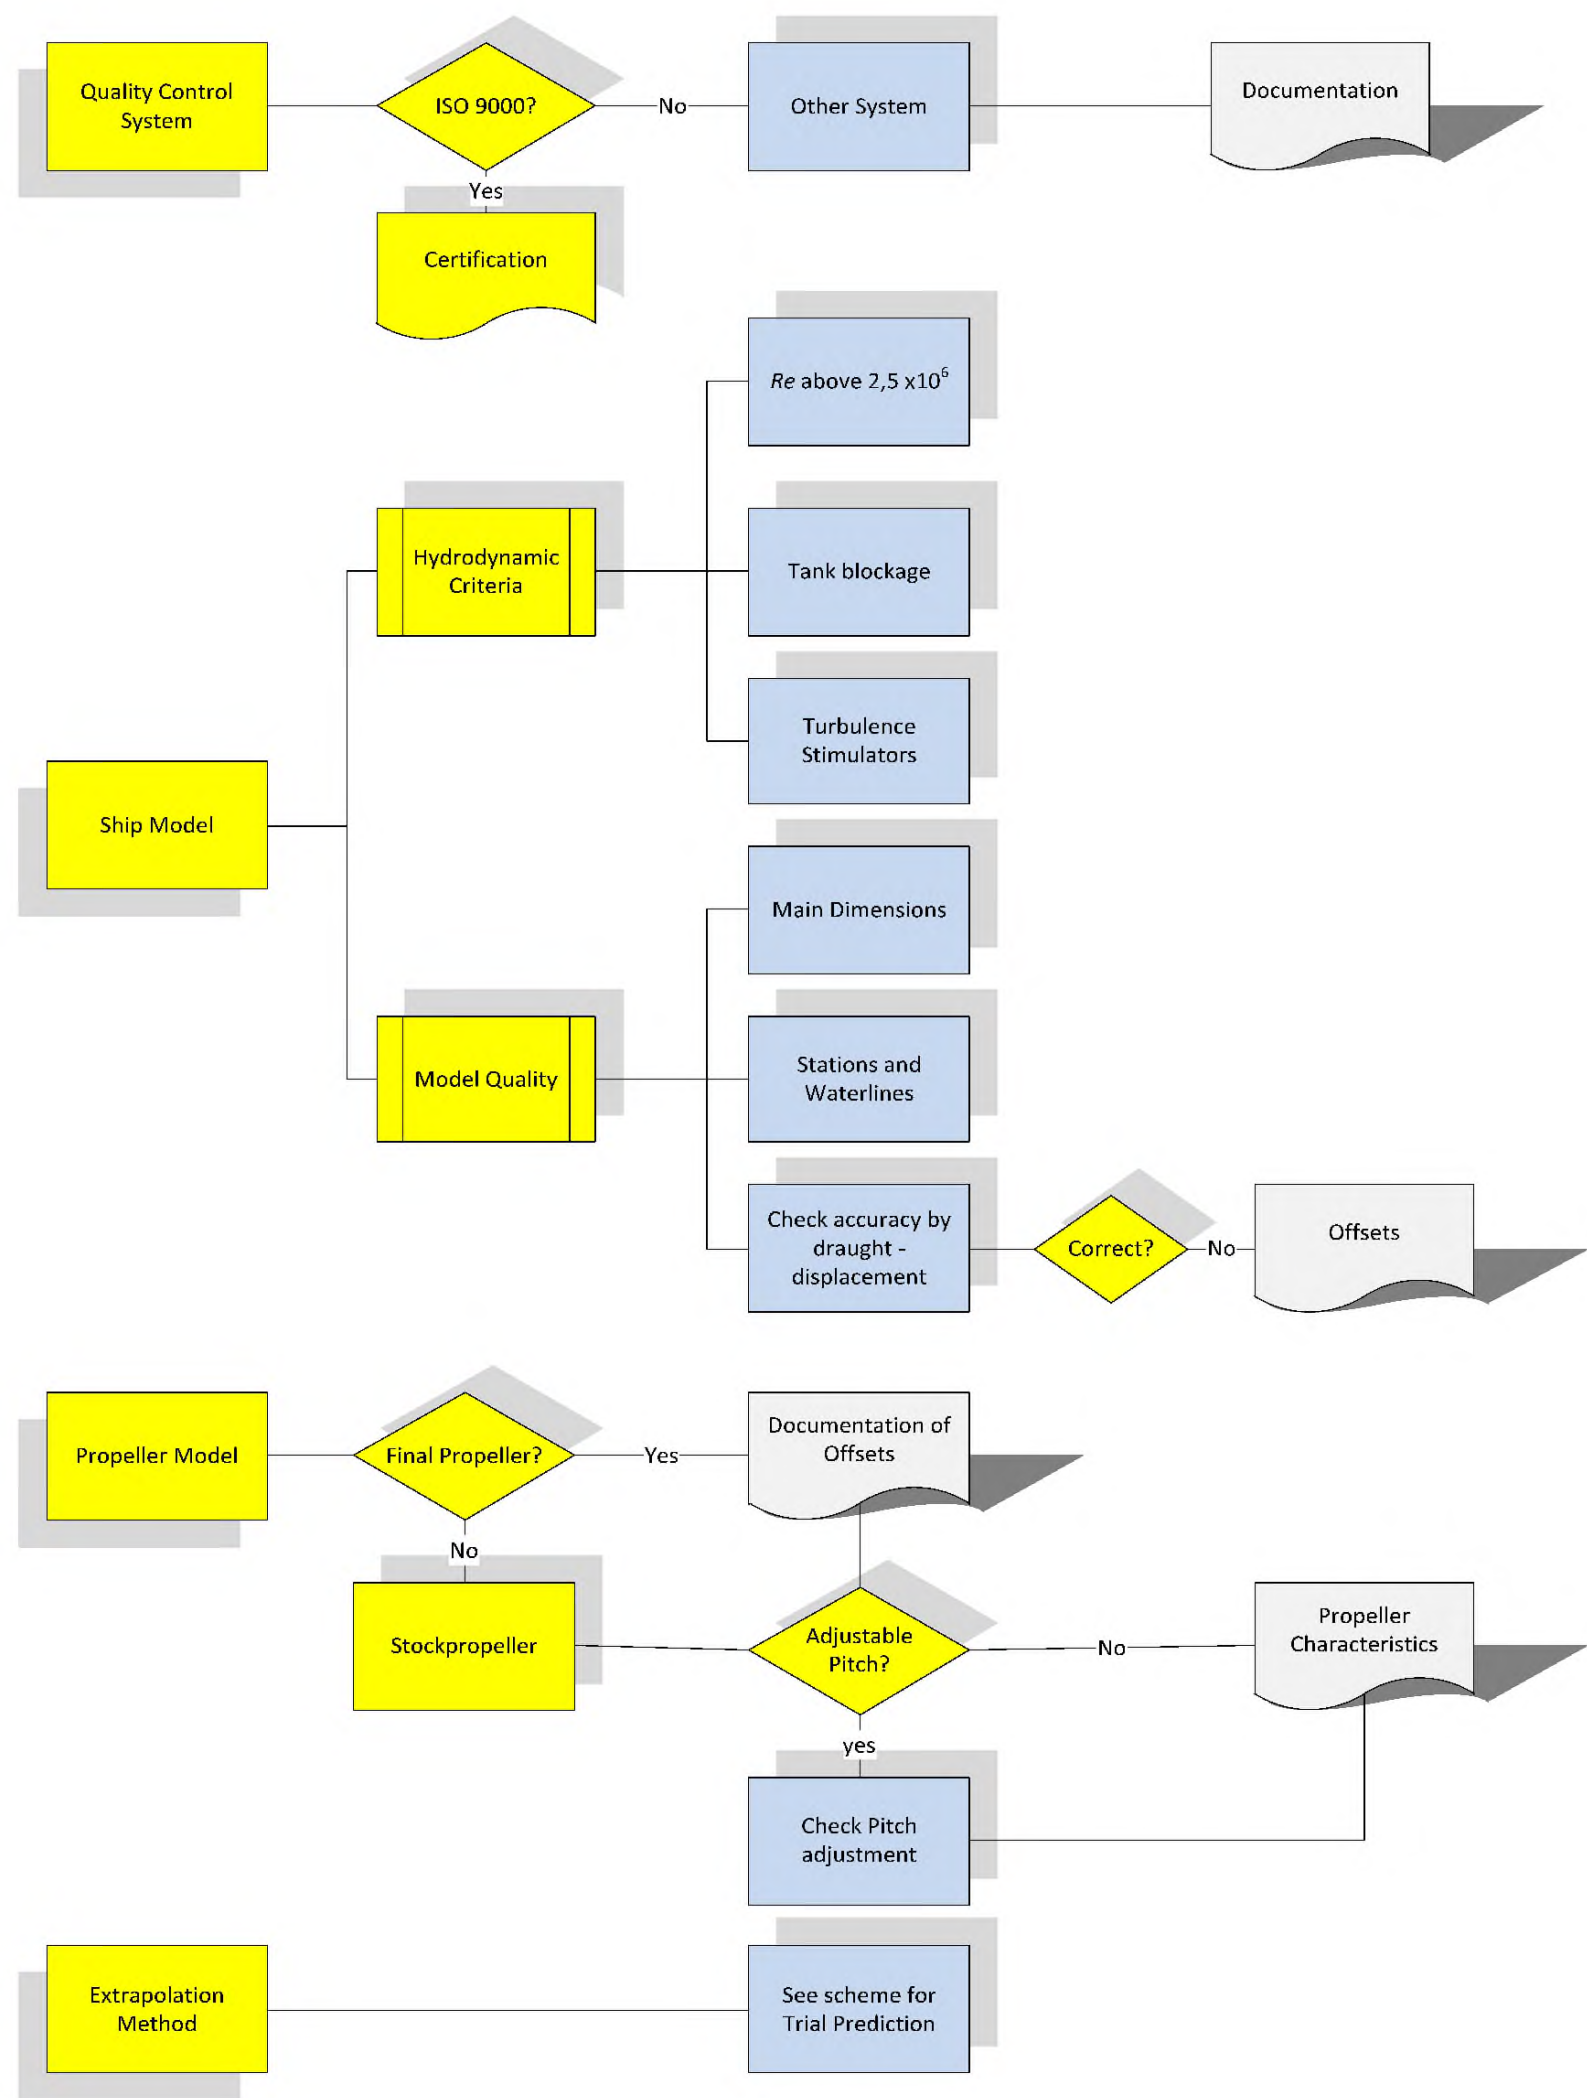 Quality Control
System
ISO 9000?
No
Other System
Documentation
Yes
Certification
Re above 2,5 x10⁶
Hydrodynamic
Criteria
Tank blockage
Turbulence
Stimulators
Ship Model
Main Dimensions
Model Quality
Stations and
Waterlines
Check accuracy by
draught -
displacement
Correct?
No
Offsets
Propeller Model
Final Propeller?
Yes
Documentation of
Offsets
No
Stockpropeller
Adjustable
Pitch?
No
Propeller
Characteristics
yes
Check Pitch
adjustment
Extrapolation
Method
See scheme for
Trial Prediction